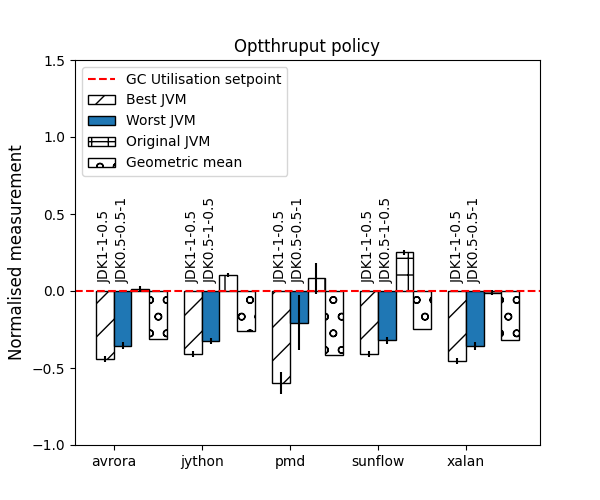 Optthruput policy
Normalised measurement
1.5
1.0
0.5
0.0
−0.5
−1.0
GC Utilisation setpoint
Best JVM
Worst JVM
Original JVM
Geometric mean
JDK1-1-0.5
JDK0.5-0.5-1
JDK1-1-0.5
JDK0.5-1-0.5
JDK1-1-0.5
JDK0.5-0.5-1
JDK1-1-0.5
JDK0.5-1-0.5
JDK1-1-0.5
JDK0.5-0.5-1
avrora
jython
pmd
sunflow
xalan